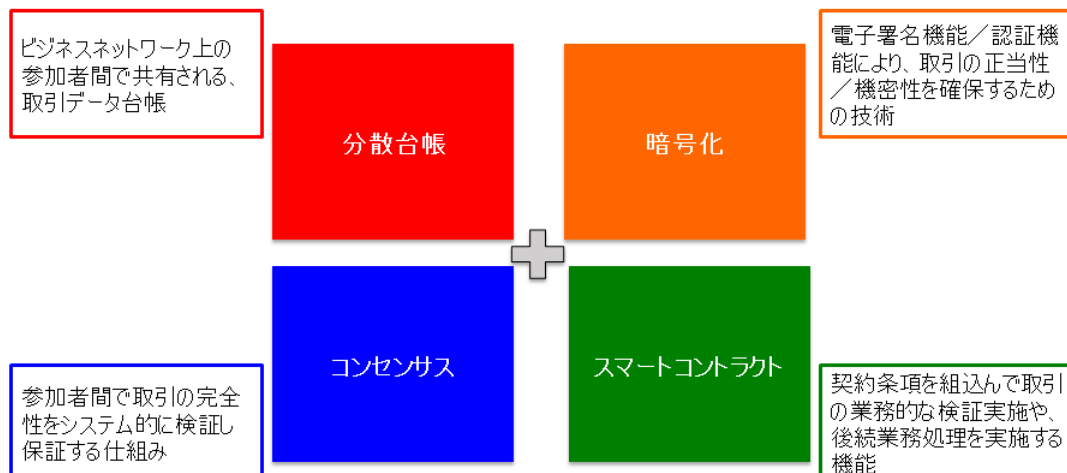 ビジネスネットワーク上の
参加者間で共有される、
取引データ台帳
分散台帳
暗号化
電子署名機能／認証機
能により、取引の正当性
／機密性を確保するため
の技術
コンセンサス
スマートコントラクト
参加者間で取引の完全
性をシステム的に検証し
保証する仕組み
契約条項を組込んで取引
の業務的な検証実施や、
後続業務処理を実施する
機能